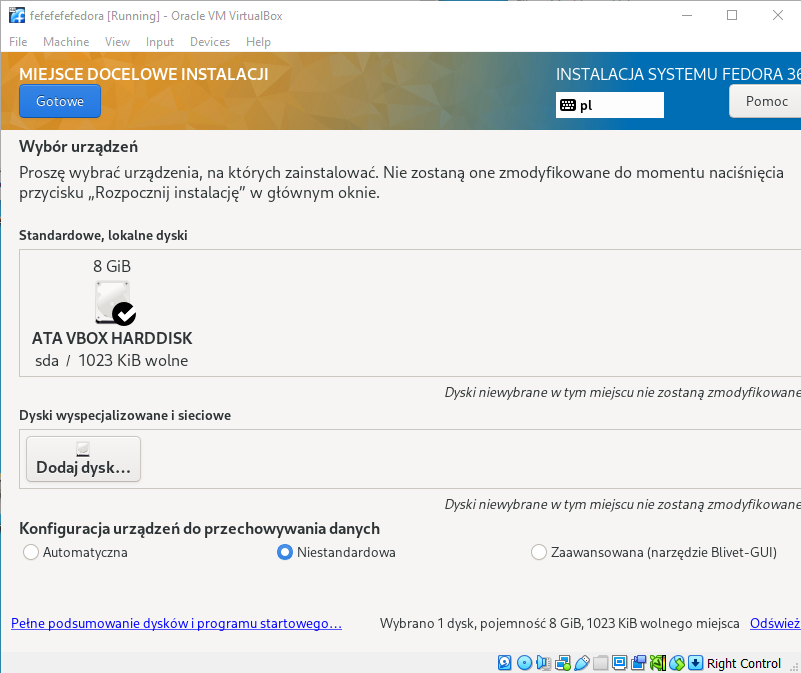 fefefefefedora [Running] - Oracle VM VirtualBox
File Machine View Input Devices Help
MIEJSCE DOCELOWE INSTALACJI
INSTALACJA SYSTEMU FEDORA 36
Gotowe
pl
Pomoc
Wybór urządzeń
Proszę wybrać urządzenia, na których zainstalować. Nie zostaną one zmodyfikowane do momentu naciśnięcia
przycisku „Rozpocznij instalację” w głównym oknie.
Standardowe, lokalne dyski
8 GiB
ATA VBOX HARDDISK
sda / 1023 KiB wolne
Dyski niewybrane w tym miejscu nie zostaną zmodyfikowane
Dyski wyspecjalizowane i sieciowe
Dodaj dysk…
Dyski niewybrane w tym miejscu nie zostaną zmodyfikowane
Konfiguracja urządzeń do przechowywania danych
Automatyczna Niestandardowa Zaawansowana (narzędzie Blivet-GUI)
Pełne podsumowanie dysków i programu startowego… Wybrano 1 dysk, pojemność 8 GiB, 1023 KiB wolnego miejsca Odśwież
Right Control